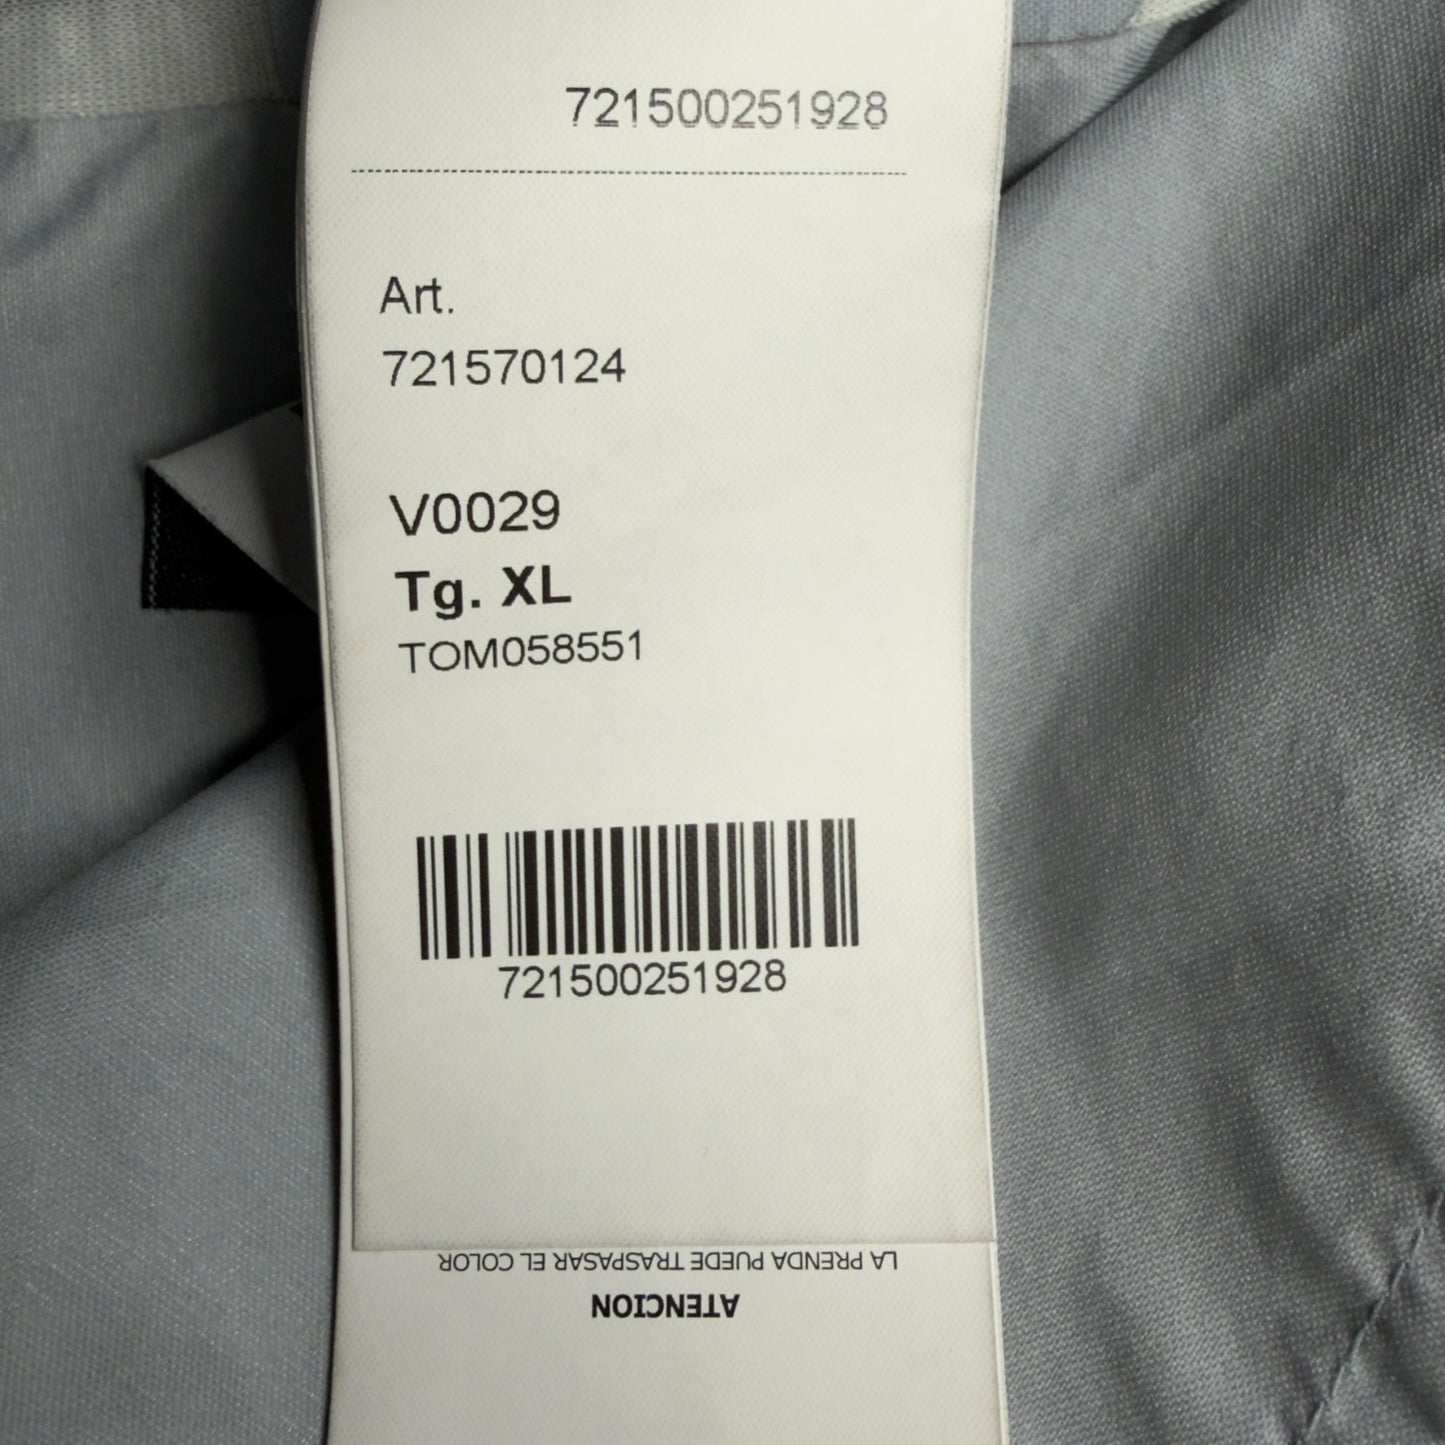 721500251928
Art.
721570124
V0029
Tg. XL
TOM058551
721500251928
ATENCION
LA PRENDA PUEDE TRASPASAR EL COLOR